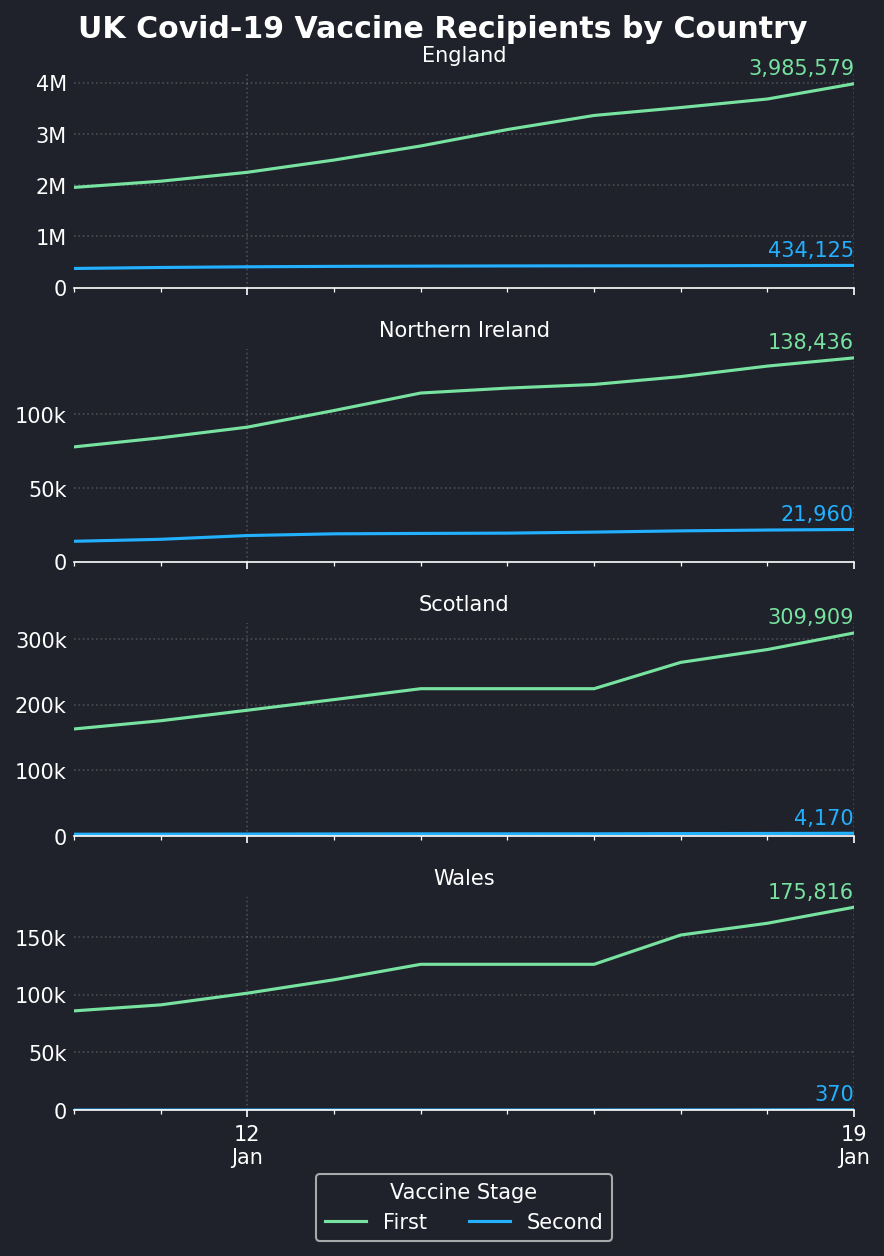 UK Covid-19 Vaccine Recipients by Country
England
3,985,579
4M
3M
2M
1M
434,125
0
Northern Ireland
138,436
100k
50k
21,960
0
Scotland
309,909
300k
200k
100k
4,170
0
Wales
175,816
150k
100k
50k
370
0
12 19
Jan Jan
Vaccine Stage
First Second